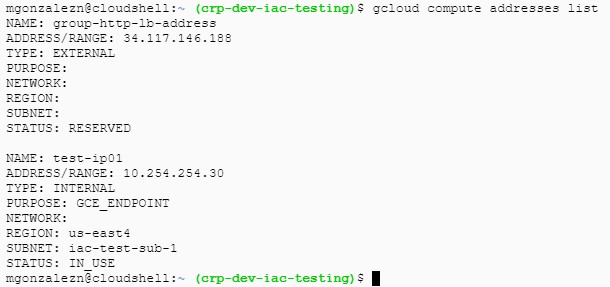 mgonzalezn@cloudshell:~ (crp-dev-iac-testing)$ gcloud compute addresses list
NAME: group-http-lb-address
ADDRESS/RANGE: 34.117.146.188
TYPE: EXTERNAL
PURPOSE:
NETWORK:
REGION:
SUBNET:
STATUS: RESERVED

NAME: test-ip01
ADDRESS/RANGE: 10.254.254.30
TYPE: INTERNAL
PURPOSE: GCE_ENDPOINT
NETWORK:
REGION: us-east4
SUBNET: iac-test-sub-1
STATUS: IN_USE
mgonzalezn@cloudshell:~ (crp-dev-iac-testing)$